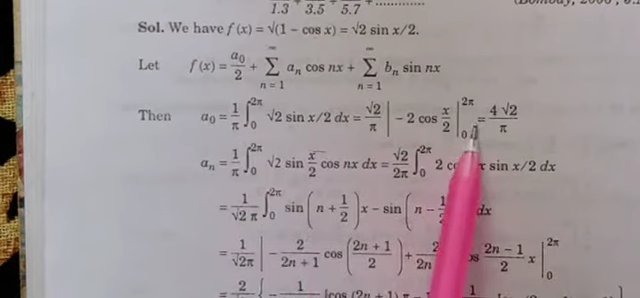 1.3 3.5 5.7
Sol. We have f (x) = √(1 – cos x) = √2 sin x/2.
Let f(x) = a₀/2 + ∑_{n=1}^{∞} aₙ cos nx + ∑_{n=1}^{∞} bₙ sin nx
Then a₀ = 1/π ∫₀^{2π} √2 sin x/2 dx = √2/π | – 2 cos x/2 |₀^{2π} = 4 √2/π
aₙ = 1/π ∫₀^{2π} √2 sin x/2 cos nx dx = √2/2π ∫₀^{2π} 2 sin x/2 dx
= 1/√2 π ∫₀^{2π} sin (n + 1/2) x – sin (n – dx
= 1/√2π | – 2/(2n + 1) cos ((2n + 1)/2) + cos (2n – 1)/2 x |₀^{2π}